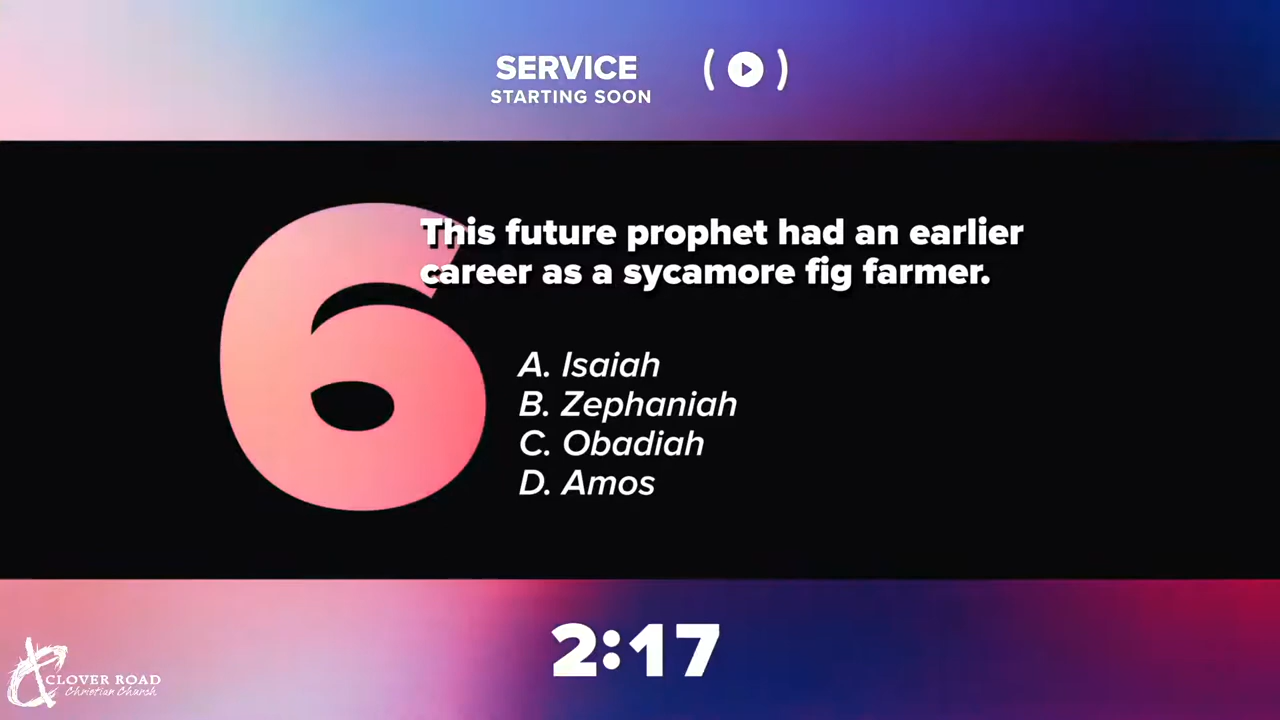 SERVICE
STARTING SOON
6
This future prophet had an earlier
career as a sycamore fig farmer.
A. Isaiah
B. Zephaniah
C. Obadiah
D. Amos
2:17
CLOVER ROAD
Christian Church